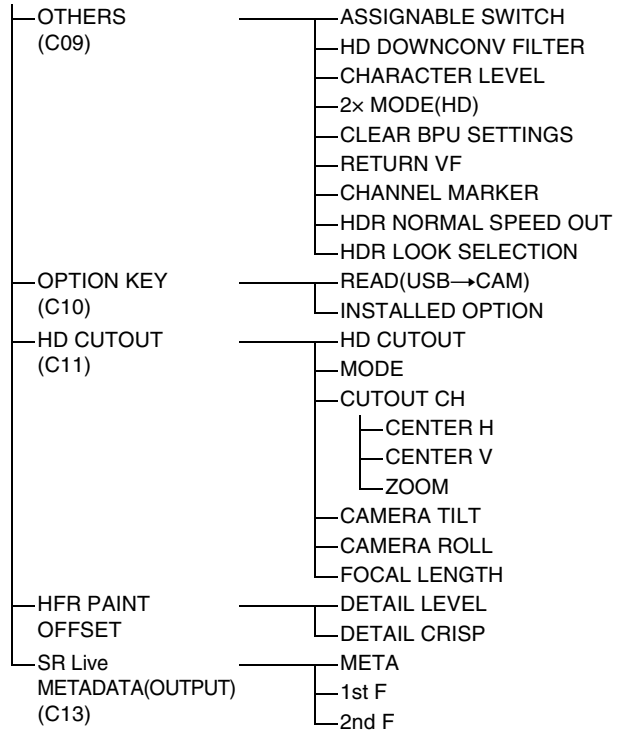 OTHERS
(C09)
ASSIGNABLE SWITCH
HD DOWNCONV FILTER
CHARACTER LEVEL
2× MODE(HD)
CLEAR BPU SETTINGS
RETURN VF
CHANNEL MARKER
HDR NORMAL SPEED OUT
HDR LOOK SELECTION
OPTION KEY
(C10)
READ(USB→CAM)
INSTALLED OPTION
HD CUTOUT
(C11)
HD CUTOUT
MODE
CUTOUT CH
CENTER H
CENTER V
ZOOM
CAMERA TILT
CAMERA ROLL
FOCAL LENGTH
HFR PAINT
OFFSET
DETAIL LEVEL
DETAIL CRISP
SR Live
METADATA(OUTPUT)
(C13)
META
1st F
2nd F